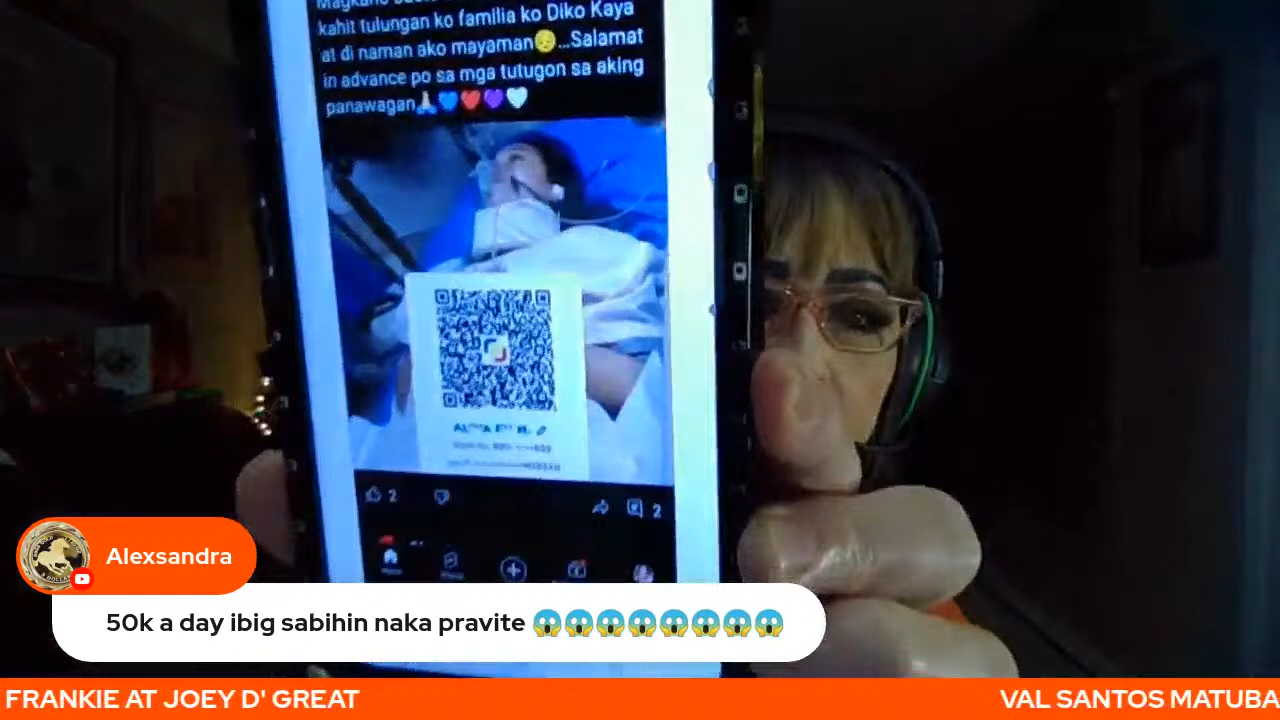 kahit tulungan ko familia ko Diko Kaya
at di naman ako mayaman😔...Salamat
in advance po sa mga tutugon sa aking
panawagan🙏🏻💙❤️💜🤍
2
2
Alexsandra
50k a day ibig sabihin naka pravite 😱😱😱😱😱😱😱😱
FRANKIE AT JOEY D' GREAT
VAL SANTOS MATUBA